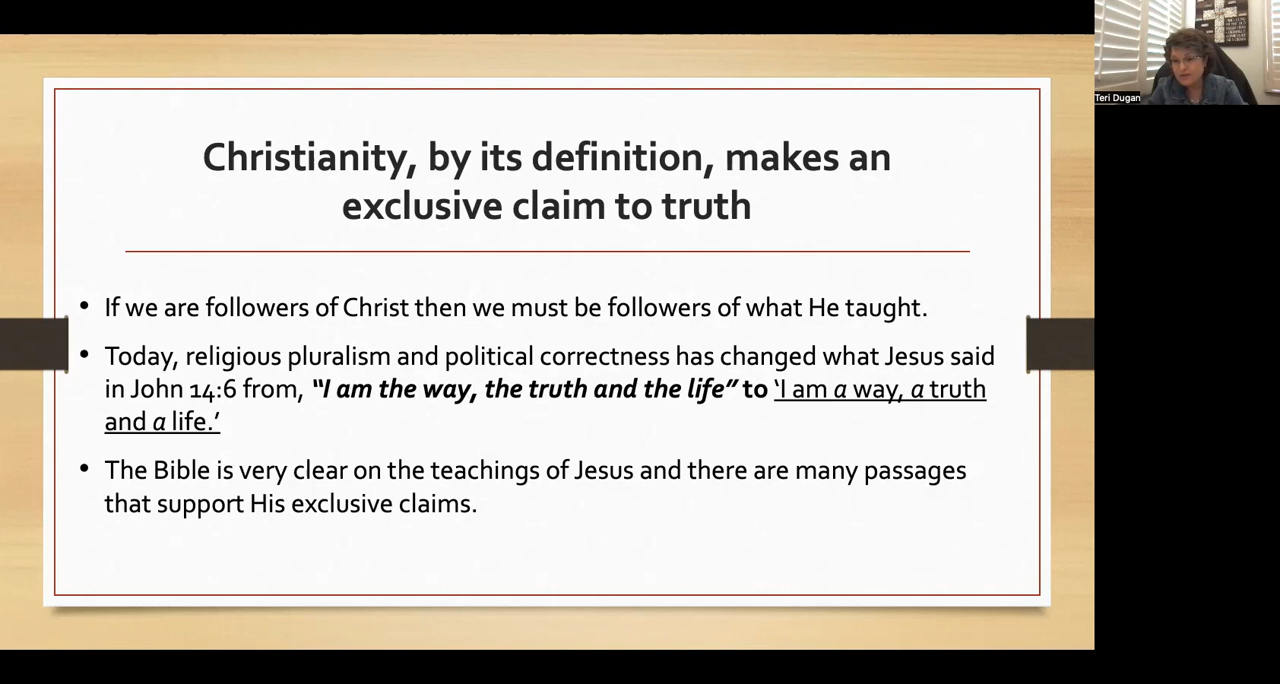 Christianity, by its definition, makes an
exclusive claim to truth
• If we are followers of Christ then we must be followers of what He taught.
• Today, religious pluralism and political correctness has changed what Jesus said
in John 14:6 from, “I am the way, the truth and the life” to ‘I am a way, a truth
and a life.’
• The Bible is very clear on the teachings of Jesus and there are many passages
that support His exclusive claims.
Teri Dugan